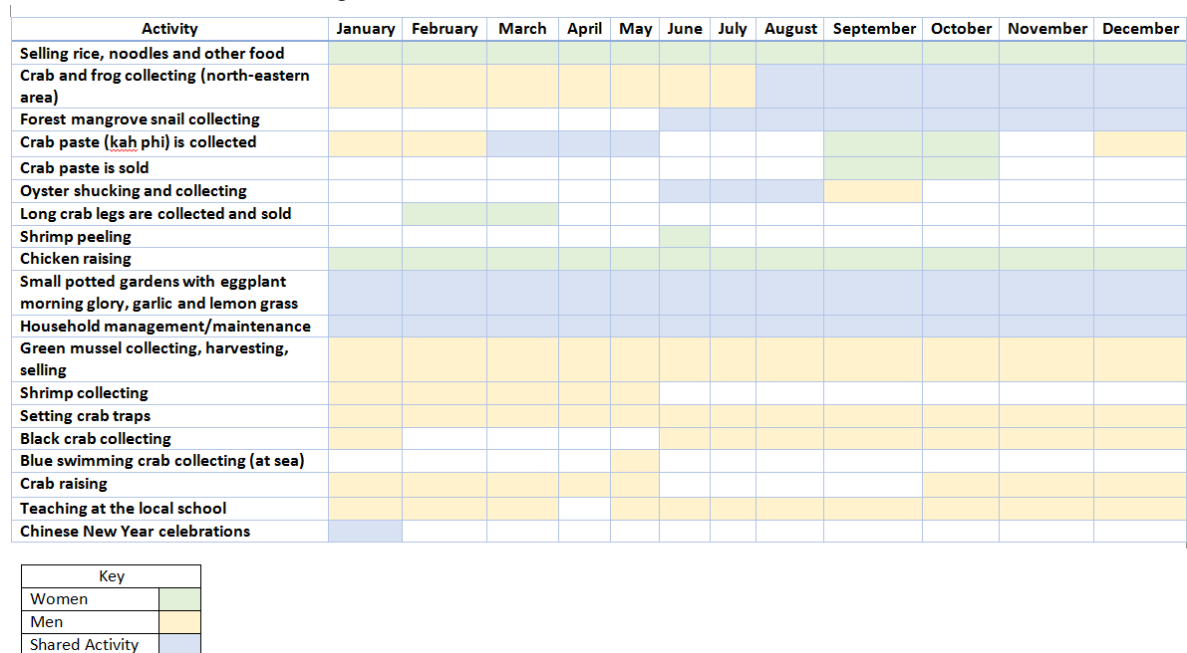 Activity January February March April May June July August September October November December
Selling rice, noodles and other food
Crab and frog collecting (north-eastern
area)
Forest mangrove snail collecting
Crab paste (kah phi) is collected
Crab paste is sold
Oyster shucking and collecting
Long crab legs are collected and sold
Shrimp peeling
Chicken raising
Small potted gardens with eggplant
morning glory, garlic and lemon grass
Household management/maintenance
Green mussel collecting, harvesting,
selling
Shrimp collecting
Setting crab traps
Black crab collecting
Blue swimming crab collecting (at sea)
Crab raising
Teaching at the local school
Chinese New Year celebrations
Key
Women
Men
Shared Activity